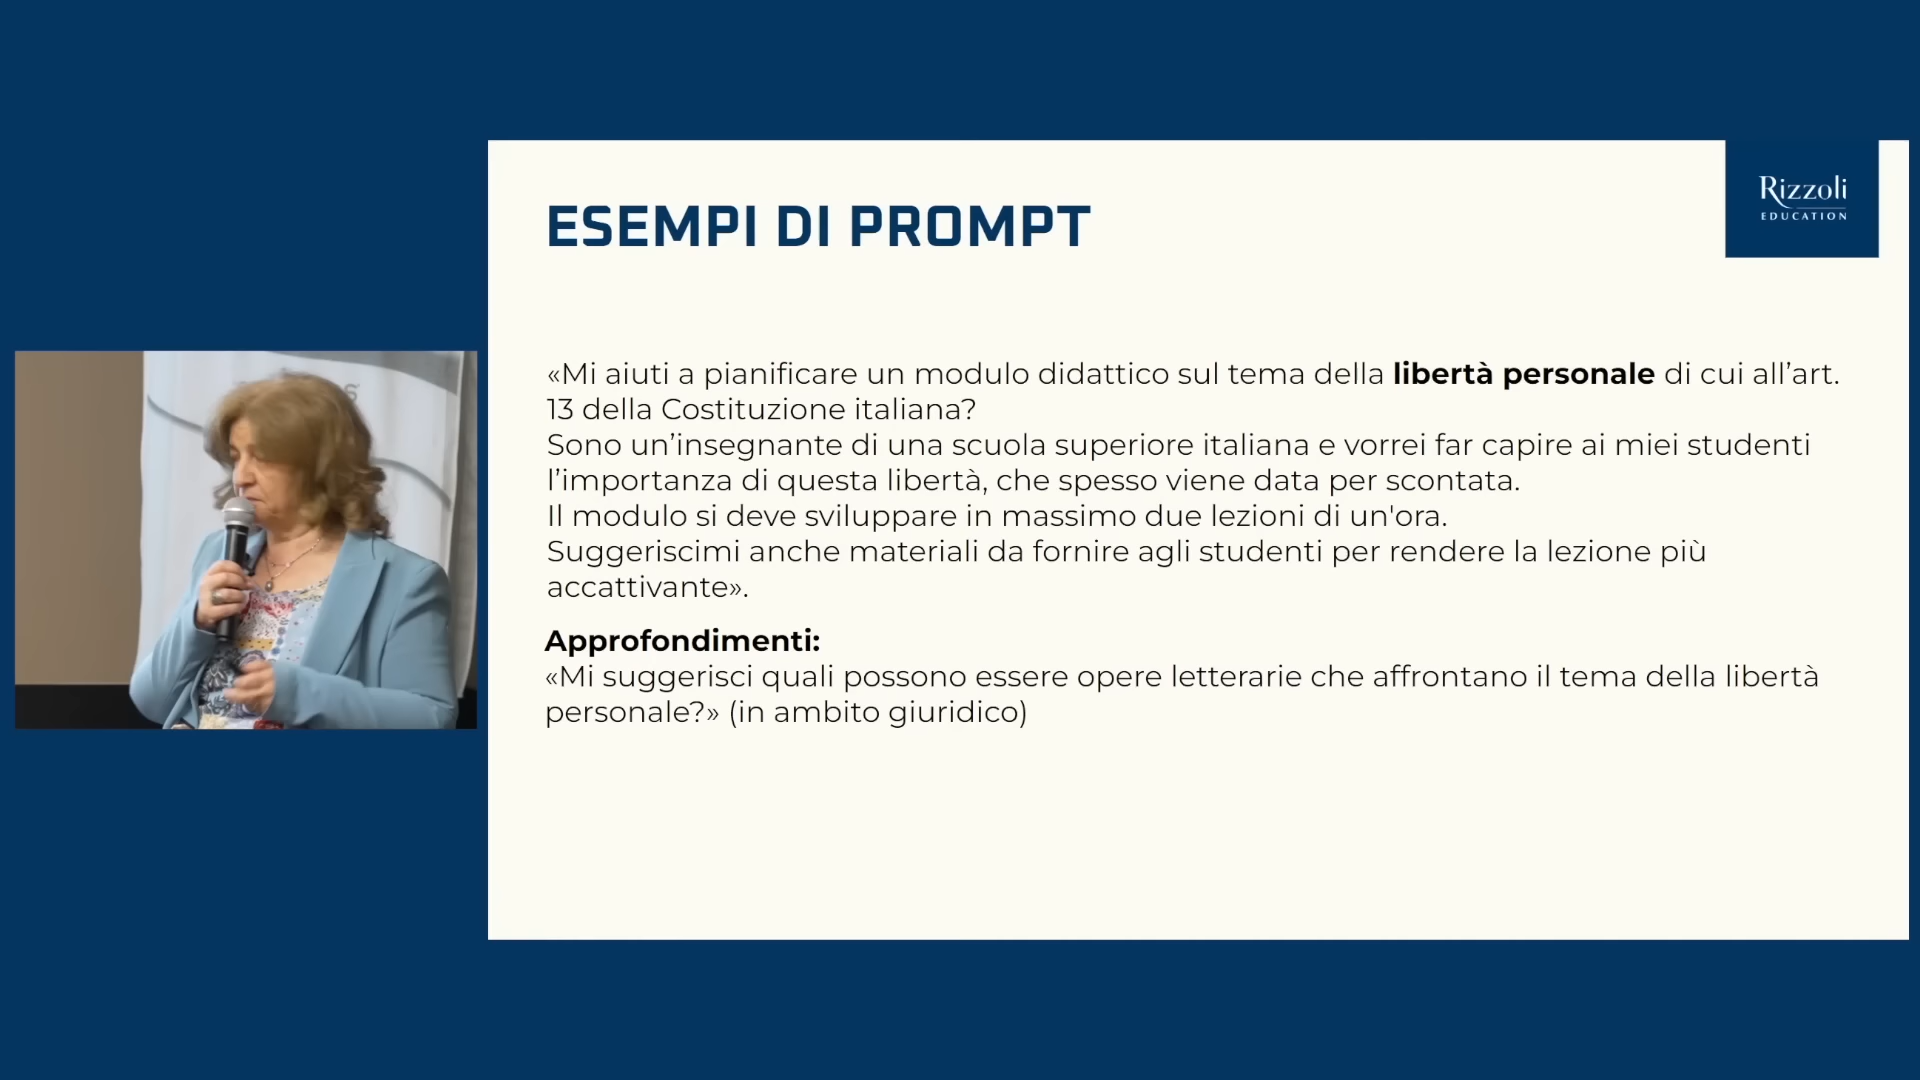 Rizzoli
EDUCATION
ESEMPI DI PROMPT
«Mi aiuti a pianificare un modulo didattico sul tema della libertà personale di cui all’art.
13 della Costituzione italiana?
Sono un’insegnante di una scuola superiore italiana e vorrei far capire ai miei studenti
l’importanza di questa libertà, che spesso viene data per scontata.
Il modulo si deve sviluppare in massimo due lezioni di un'ora.
Suggeriscimi anche materiali da fornire agli studenti per rendere la lezione più
accattivante».
Approfondimenti:
«Mi suggerisci quali possono essere opere letterarie che affrontano il tema della libertà
personale?» (in ambito giuridico)